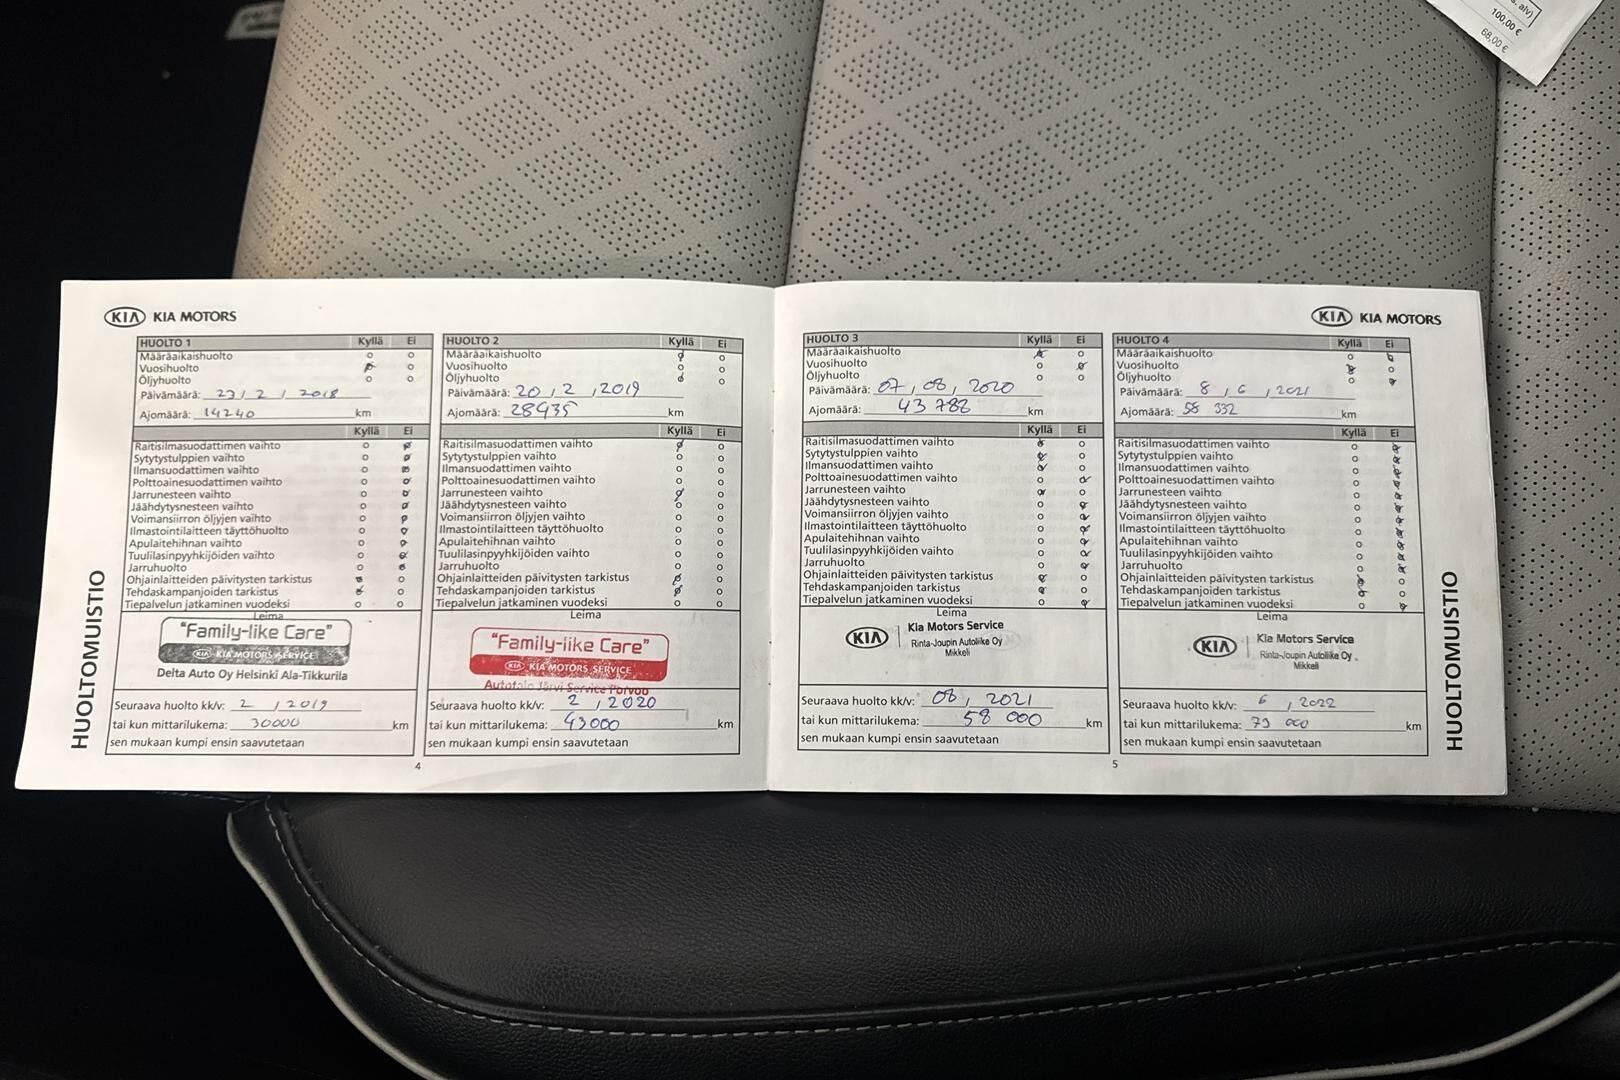 s. alv)
100,00 €
68,00 €
KIA KIA MOTORS
HUOLTO 1 Kyllä Ei
Määräaikaishuolto
Vuosihuolto
Öljyhuolto
Päivämäärä: 23 / 2 / 2018
Ajomäärä: 14240 km
Kyllä Ei
Raitisilmasuodattimen vaihto
Sytytystulppien vaihto
Ilmansuodattimen vaihto
Polttoainesuodattimen vaihto
Jarrunesteen vaihto
Jäähdytysnesteen vaihto
Voimansiirron öljyjen vaihto
Ilmastointilaitteen täyttöhuolto
Apulaitehihnan vaihto
Tuulilasinpyyhkijöiden vaihto
Jarruhuolto
Ohjainlaitteiden päivitysten tarkistus
Tehdaskampanjoiden tarkistus
Tiepalvelun jatkaminen vuodeksi
Leima
"Family-like Care"
KIA KIA MOTORS SERVICE
Delta Auto Oy Helsinki Ala-Tikkurila
Seuraava huolto kk/v: 2 / 2019
tai kun mittarilukema: 30000 km
sen mukaan kumpi ensin saavutetaan
HUOLTOMUISTIO
HUOLTO 2 Kyllä Ei
Määräaikaishuolto
Vuosihuolto
Öljyhuolto
Päivämäärä: 20 / 2 / 2019
Ajomäärä: 28935 km
Kyllä Ei
Raitisilmasuodattimen vaihto
Sytytystulppien vaihto
Ilmansuodattimen vaihto
Polttoainesuodattimen vaihto
Jarrunesteen vaihto
Jäähdytysnesteen vaihto
Voimansiirron öljyjen vaihto
Ilmastointilaitteen täyttöhuolto
Apulaitehihnan vaihto
Tuulilasinpyyhkijöiden vaihto
Jarruhuolto
Ohjainlaitteiden päivitysten tarkistus
Tehdaskampanjoiden tarkistus
Tiepalvelun jatkaminen vuodeksi
Leima
"Family-like Care"
KIA KIA MOTORS SERVICE
Autotalo Järvi Service Porvoo
Seuraava huolto kk/v: 2 / 2020
tai kun mittarilukema: 43000 km
sen mukaan kumpi ensin saavutetaan
4
HUOLTO 3 Kyllä Ei
Määräaikaishuolto
Vuosihuolto
Öljyhuolto
Päivämäärä: 07 / 08 / 2020
Ajomäärä: 43 788 km
Kyllä Ei
Raitisilmasuodattimen vaihto
Sytytystulppien vaihto
Ilmansuodattimen vaihto
Polttoainesuodattimen vaihto
Jarrunesteen vaihto
Jäähdytysnesteen vaihto
Voimansiirron öljyjen vaihto
Ilmastointilaitteen täyttöhuolto
Apulaitehihnan vaihto
Tuulilasinpyyhkijöiden vaihto
Jarruhuolto
Ohjainlaitteiden päivitysten tarkistus
Tehdaskampanjoiden tarkistus
Tiepalvelun jatkaminen vuodeksi
Leima
KIA Kia Motors Service
Rinta-Joupin Autoliike Oy
Mikkeli
Seuraava huolto kk/v: 08 / 2021
tai kun mittarilukema: 58 000 km
sen mukaan kumpi ensin saavutetaan
KIA KIA MOTORS
HUOLTO 4 Kyllä Ei
Määräaikaishuolto
Vuosihuolto
Öljyhuolto
Päivämäärä: 8 / 6 / 2021
Ajomäärä: 58 332 km
Kyllä Ei
Raitisilmasuodattimen vaihto
Sytytystulppien vaihto
Ilmansuodattimen vaihto
Polttoainesuodattimen vaihto
Jarrunesteen vaihto
Jäähdytysnesteen vaihto
Voimansiirron öljyjen vaihto
Ilmastointilaitteen täyttöhuolto
Apulaitehihnan vaihto
Tuulilasinpyyhkijöiden vaihto
Jarruhuolto
Ohjainlaitteiden päivitysten tarkistus
Tehdaskampanjoiden tarkistus
Tiepalvelun jatkaminen vuodeksi
Leima
KIA Kia Motors Service
Rinta-Joupin Autoliike Oy
Mikkeli
Seuraava huolto kk/v: 6 / 2022
tai kun mittarilukema: 73 000 km
sen mukaan kumpi ensin saavutetaan
HUOLTOMUISTIO
5